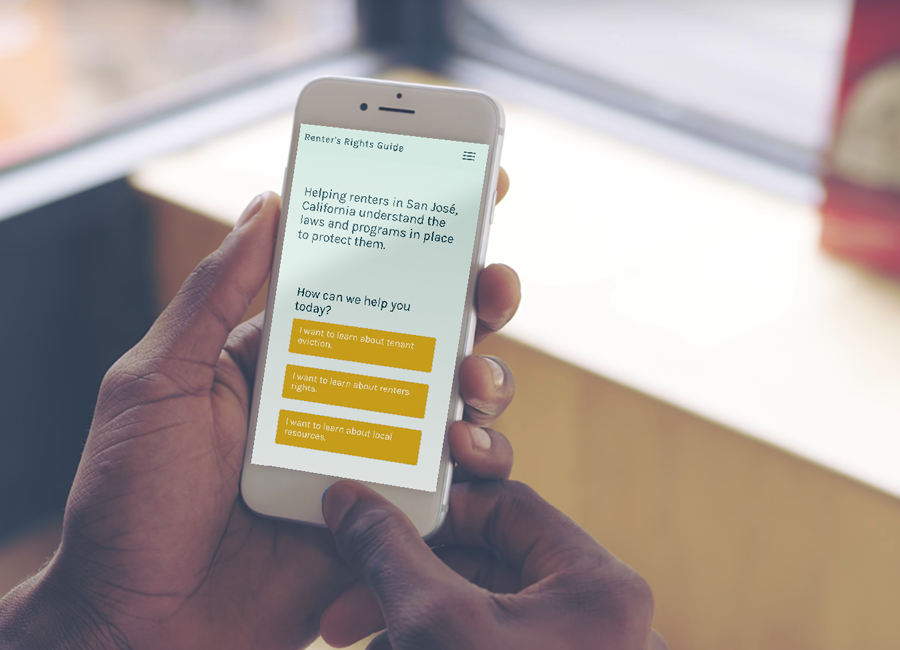 Renter's Rights Guide
Helping renters in San José,
California understand the
laws and programs in place
to protect them.
How can we help you
today?
I want to learn about tenant
eviction.
I want to learn about renters
rights.
I want to learn about local
resources.